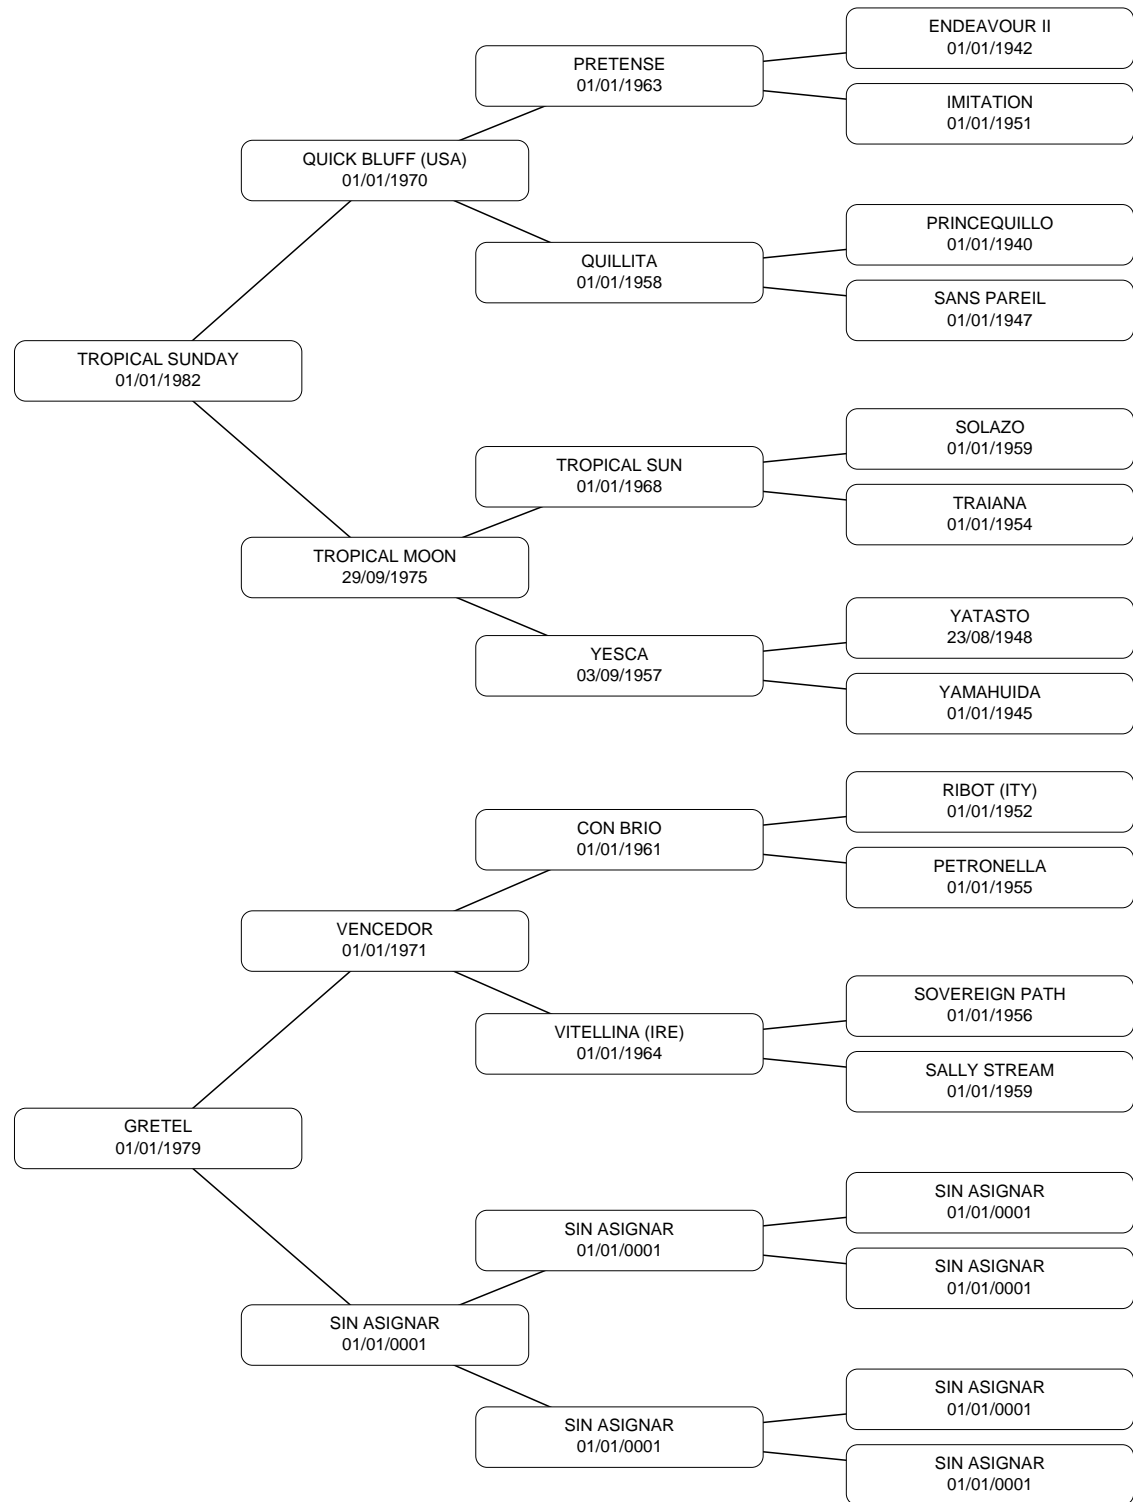 ENDEAVOUR II
01/01/1942
PRETENSE
01/01/1963
IMITATION
01/01/1951
QUICK BLUFF (USA)
01/01/1970
PRINCEQUILLO
01/01/1940
QUILLITA
01/01/1958
SANS PAREIL
01/01/1947
TROPICAL SUNDAY
01/01/1982
SOLAZO
01/01/1959
TROPICAL SUN
01/01/1968
TRAIANA
01/01/1954
TROPICAL MOON
29/09/1975
YATASTO
23/08/1948
YESCA
03/09/1957
YAMAHUIDA
01/01/1945
RIBOT (ITY)
01/01/1952
CON BRIO
01/01/1961
PETRONELLA
01/01/1955
VENCEDOR
01/01/1971
SOVEREIGN PATH
01/01/1956
VITELLINA (IRE)
01/01/1964
SALLY STREAM
01/01/1959
GRETEL
01/01/1979
SIN ASIGNAR
01/01/0001
SIN ASIGNAR
01/01/0001
SIN ASIGNAR
01/01/0001
SIN ASIGNAR
01/01/0001
SIN ASIGNAR
01/01/0001
SIN ASIGNAR
01/01/0001
SIN ASIGNAR
01/01/0001